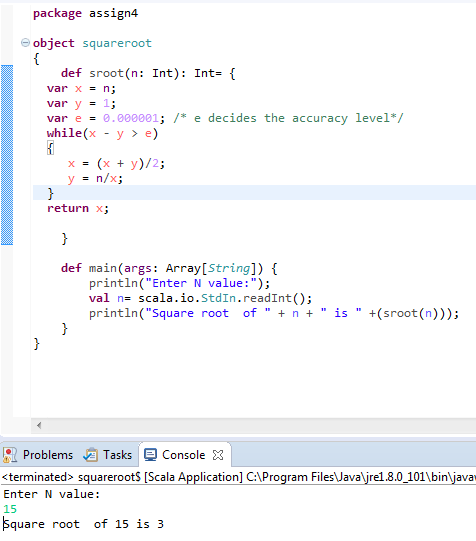 package assign4
object squareroot
{
def sroot(n: Int): Int= {
var x = n;
var y = 1;
var e = 0.000001; /* e decides the accuracy level*/
while(x - y > e)
{
x = (x + y)/2;
y = n/x;
}
return x;
}
def main(args: Array[String]) {
println("Enter N value:");
val n= scala.io.StdIn.readInt();
println("Square root  of " + n + " is " +(sroot(n)));
}
}
Problems Tasks Console
<terminated> squareroot$ [Scala Application] C:\Program Files\Java\jre1.8.0_101\bin\javaw
Enter N value:
15
Square root  of 15 is 3